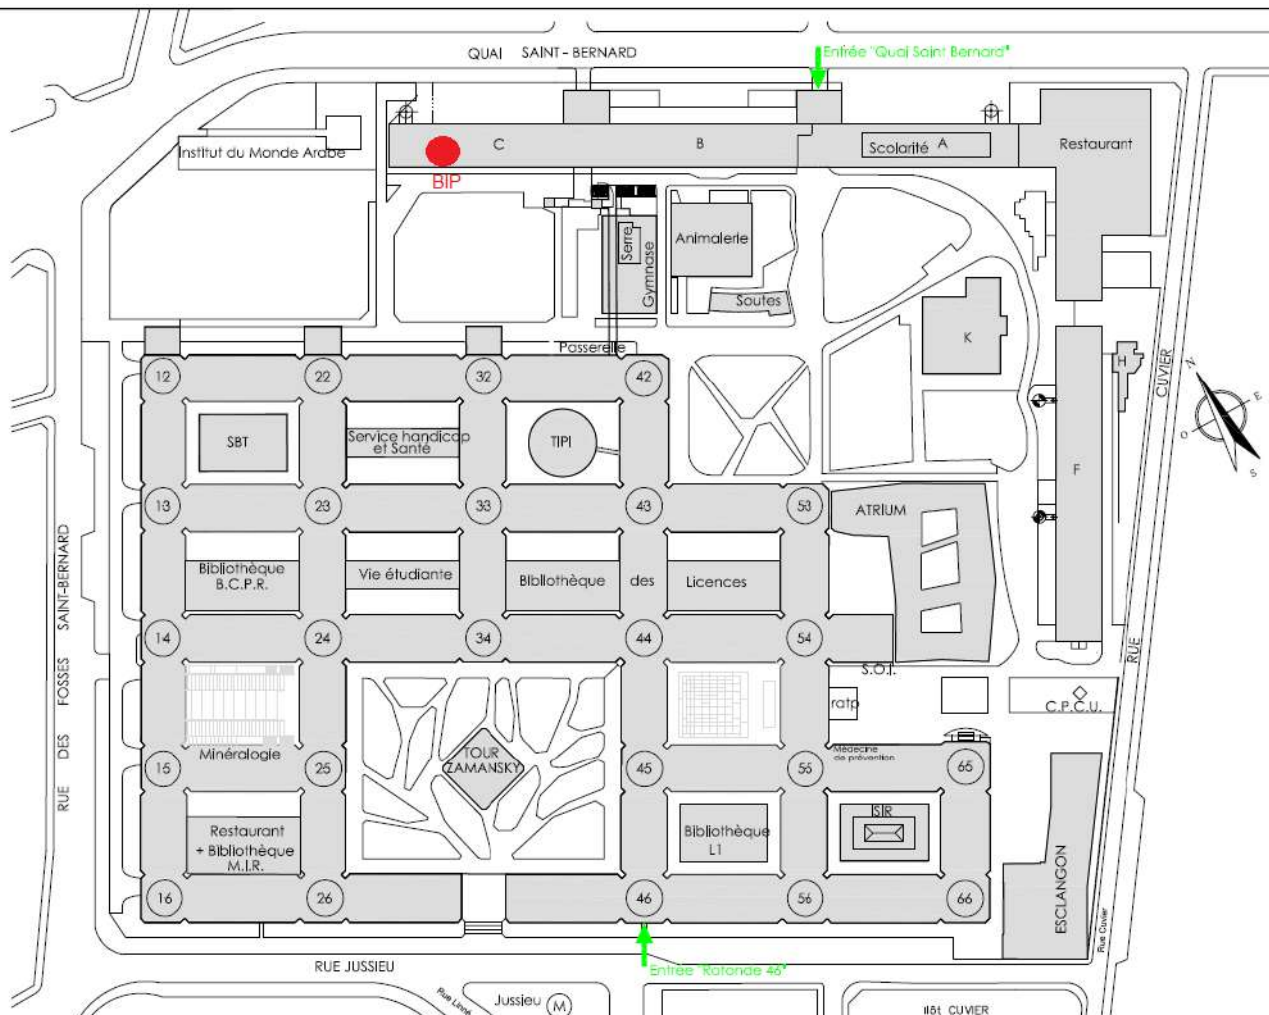 QUAI SAINT-BERNARD
Entrée "Quai Saint Bernard"
Institut du Monde Arabe
BIP
C
B
Scolarité A
Restaurant
Serre
Gymnase
Animalerie
Soutes
K
H
CUVIER
N
E
O
S
Passerelle
12
22
32
42
SBT
Service handicap
et Santé
TIPI
F
13
23
33
43
53
ATRIUM
Bibliothèque
B.C.P.R.
Vie étudiante
Bibliothèque des Licences
RUE DES FOSSES SAINT-BERNARD
14
24
34
44
54
RUE
S.O.I.
ratp
C.P.C.U.
Minéralogie
TOUR
ZAMANSKY
Médecine
de prévention
15
25
45
55
65
Restaurant
+ Bibliothèque
M.I.R.
Bibliothèque
L1
ISIR
ESCLANGON
16
26
46
56
66
Rue Cuvier
RUE JUSSIEU
Entrée "Rotonde 46"
Rue Linné
Jussieu M
Ilôt CUVIER